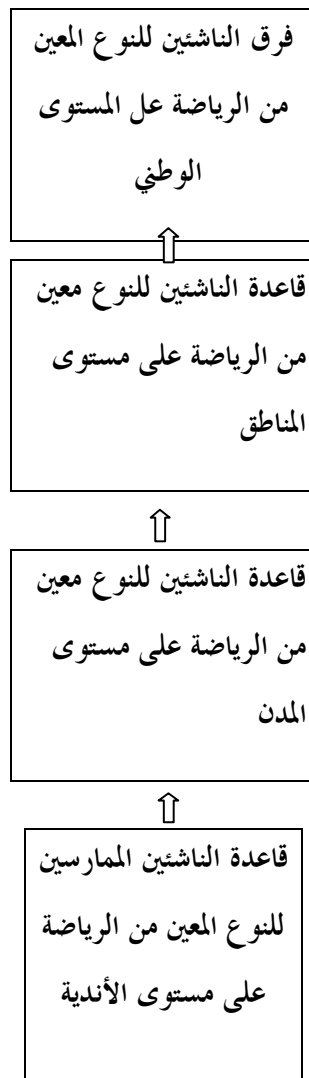 فرق الناشئين للنوع المعين
من الرياضة عل المستوى
الوطني
قاعدة الناشئين للنوع معين
من الرياضة على مستوى
المناطق
قاعدة الناشئين للنوع معين
من الرياضة على مستوى
المدن
قاعدة الناشئين الممارسين
للنوع المعين من الرياضة
على مستوى الأندية